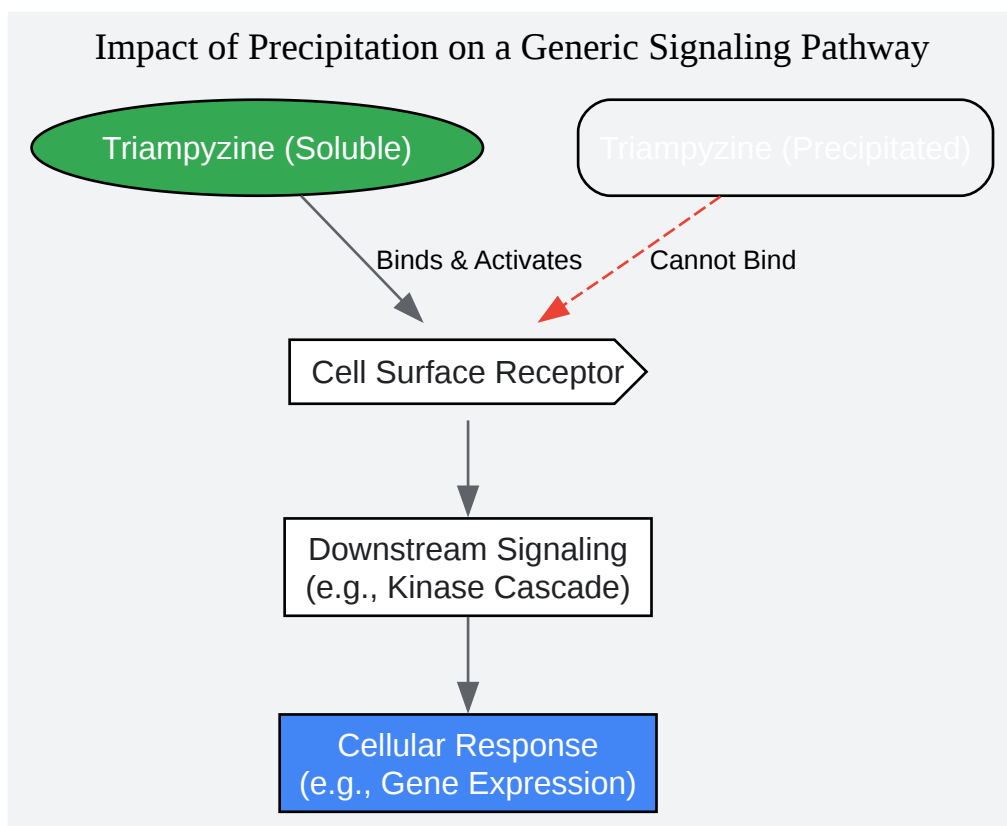 Impact of Precipitation on a Generic Signaling Pathway
Triampyzine (Soluble)
Triampyzine (Precipitated)
Binds & Activates
Cannot Bind
Cell Surface Receptor
Downstream Signaling
(e.g., Kinase Cascade)
Cellular Response
(e.g., Gene Expression)